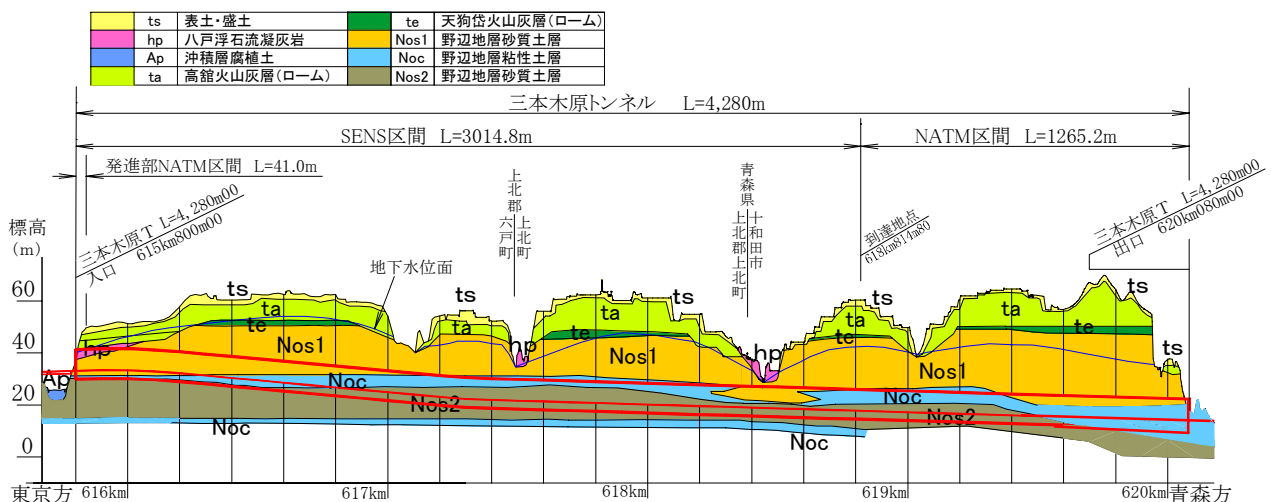 ts 表土・盛土 te 天狗岱火山灰層(ローム)
hp 八戸浮石流凝灰岩 Nos1 野辺地層砂質土層
Ap 沖積層腐植土 Noc 野辺地層粘性土層
ta 高舘火山灰層(ローム) Nos2 野辺地層砂質土層
三本木原トンネル L=4,280m
SENS区間 L=3014.8m
NATM区間 L=1265.2m
発進部NATM区間 L=41.0m
三本木原T L=4,280m00
入口 615km800m00
地下水位面
上北郡
六戸町
上北町
青森県
上北郡上北町
十和田市
到達地点
618km814m80
三本木原T L=4,280m00
出口 620km080m00
標高
(m)
60
40
20
0
ts
ts
ts
ts
ts
ts
ta
ta
ta
ta
ta
te
te
te
te
hp
hp
hp
Ap
Nos1
Nos1
Nos1
Noc
Noc
Nos2
Nos2
Noc
Noc
東京方
616km
617km
618km
619km
620km
青森方